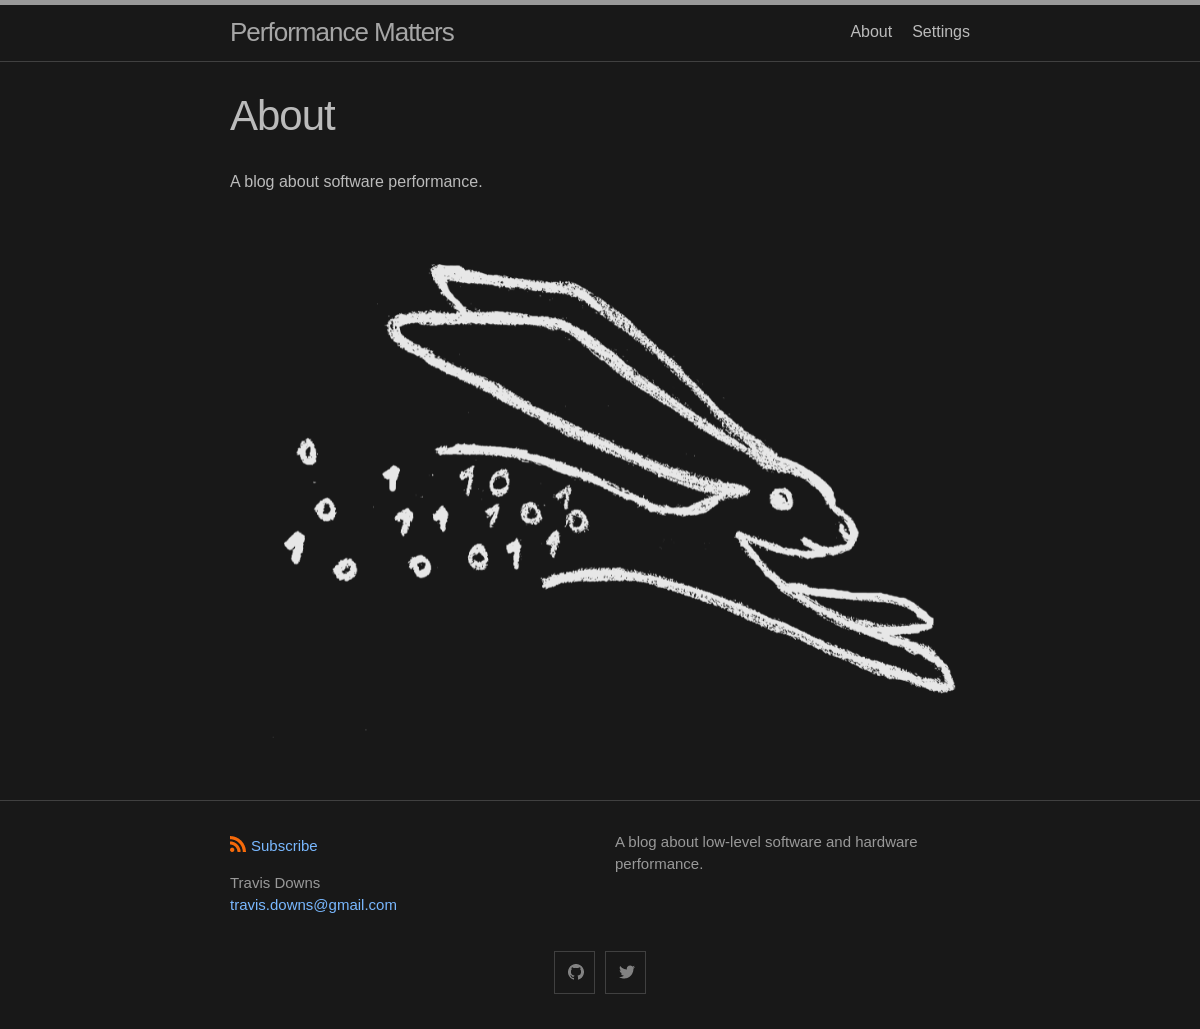 Performance Matters
About Settings
About
A blog about software performance.
0
1
1 0
1
0
1
1
1
0
0
1
0
0
0
1
1
Subscribe
A blog about low-level software and hardware
performance.
Travis Downs
travis.downs@gmail.com